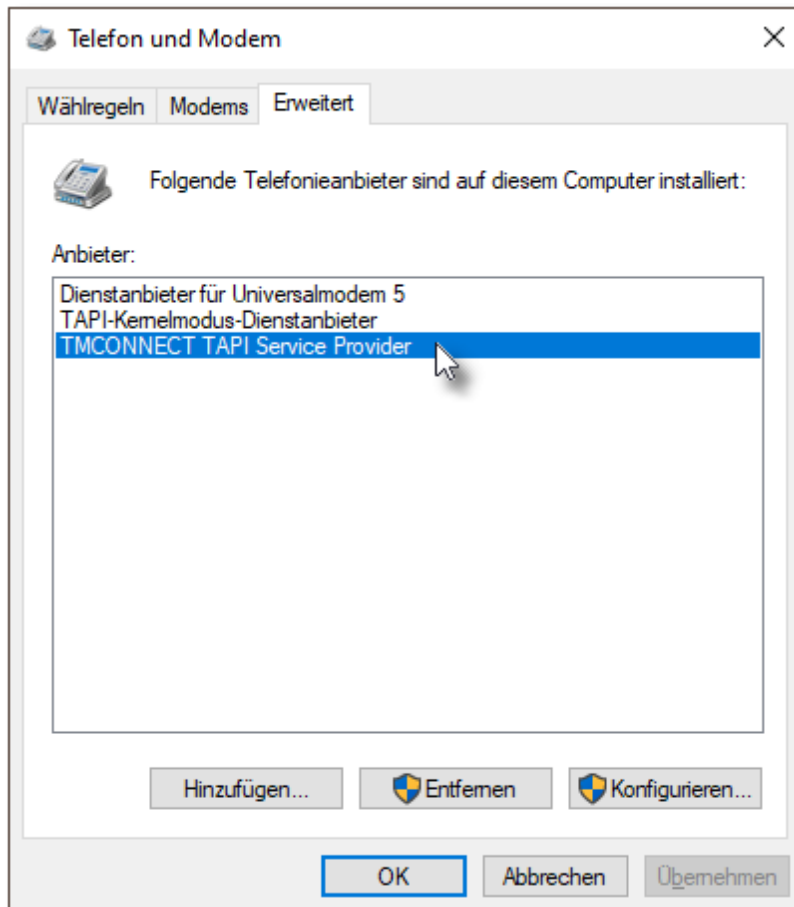 Telefon und Modem
Wählregeln Modems Erweitert
Folgende Telefonieanbieter sind auf diesem Computer installiert:
Anbieter:
Dienstanbieter für Universalmodem 5
TAPI-Kernelmodus-Dienstanbieter
TMCONNECT TAPI Service Provider
Hinzufügen... Entfernen Konfigurieren...
OK Abbrechen Übernehmen